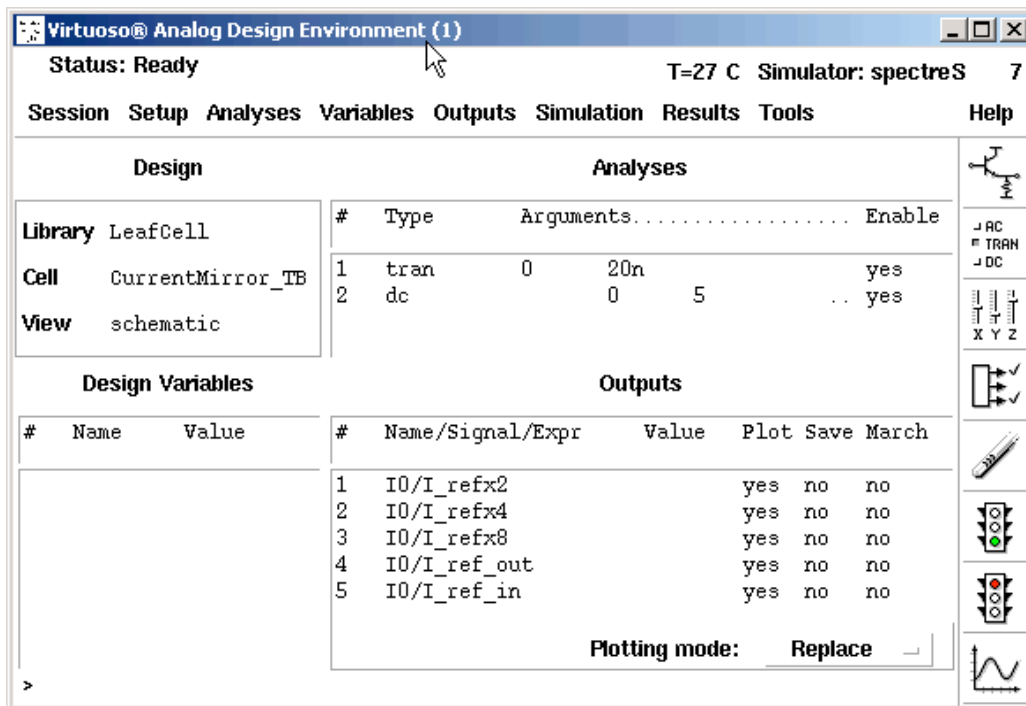 Virtuoso® Analog Design Environment (1)
Status: Ready
T=27 C Simulator: spectreS 7
Session Setup Analyses Variables Outputs Simulation Results Tools Help
Design
Library LeafCell
Cell CurrentMirror_TB
View schematic
Analyses
# Type Arguments................... Enable
1 tran 0 20n yes
2 dc 0 5 .. yes
Design Variables
# Name Value
Outputs
# Name/Signal/Expr Value Plot Save March
1 I0/I_refx2 yes no no
2 I0/I_refx4 yes no no
3 I0/I_refx8 yes no no
4 I0/I_ref_out yes no no
5 I0/I_ref_in yes no no
Plotting mode: Replace
>
AC
TRAN
DC
X Y Z